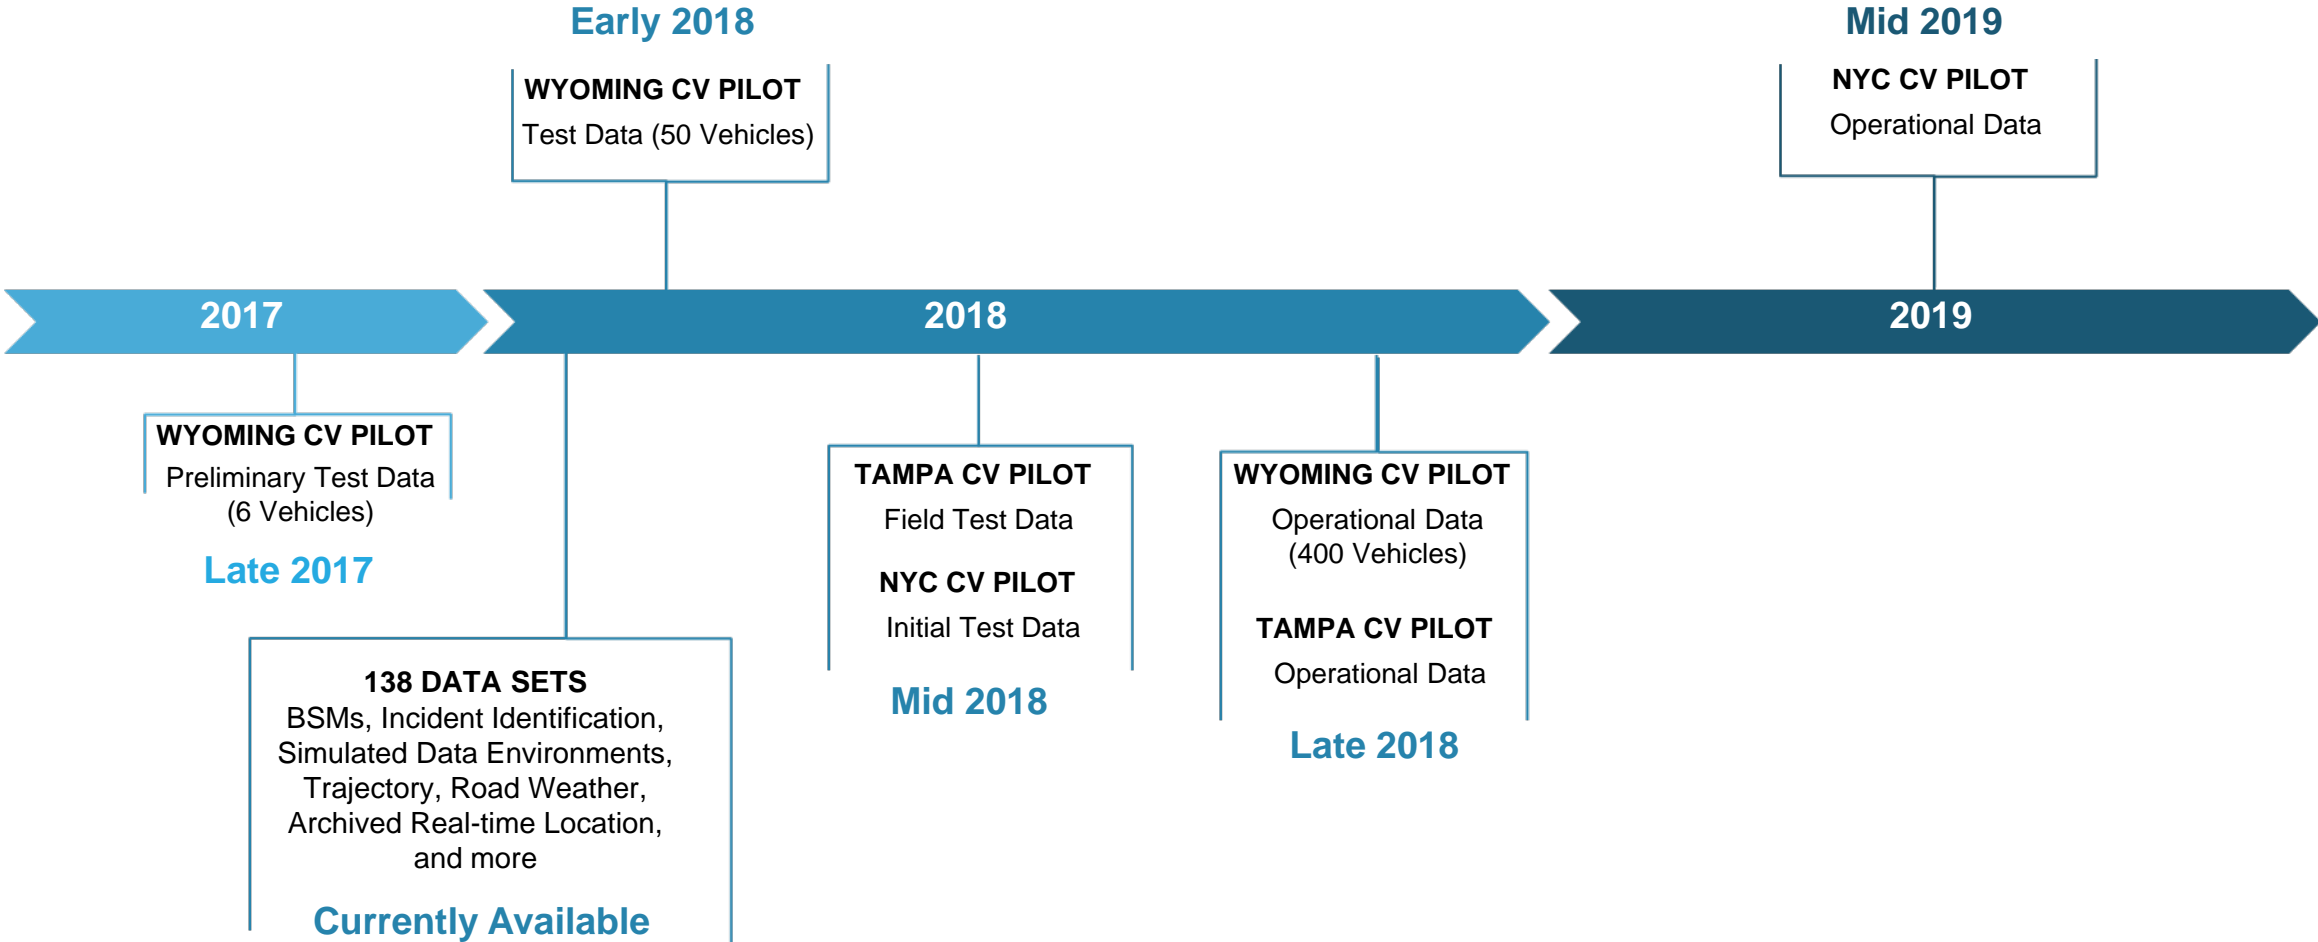 Early 2018
WYOMING CV PILOT
Test Data (50 Vehicles)
Mid 2019
NYC CV PILOT
Operational Data
2017
2018
2019
WYOMING CV PILOT
Preliminary Test Data
(6 Vehicles)
Late 2017
138 DATA SETS
BSMs, Incident Identification,
Simulated Data Environments,
Trajectory, Road Weather,
Archived Real-time Location,
and more
Currently Available
TAMPA CV PILOT
Field Test Data
NYC CV PILOT
Initial Test Data
Mid 2018
WYOMING CV PILOT
Operational Data
(400 Vehicles)
TAMPA CV PILOT
Operational Data
Late 2018